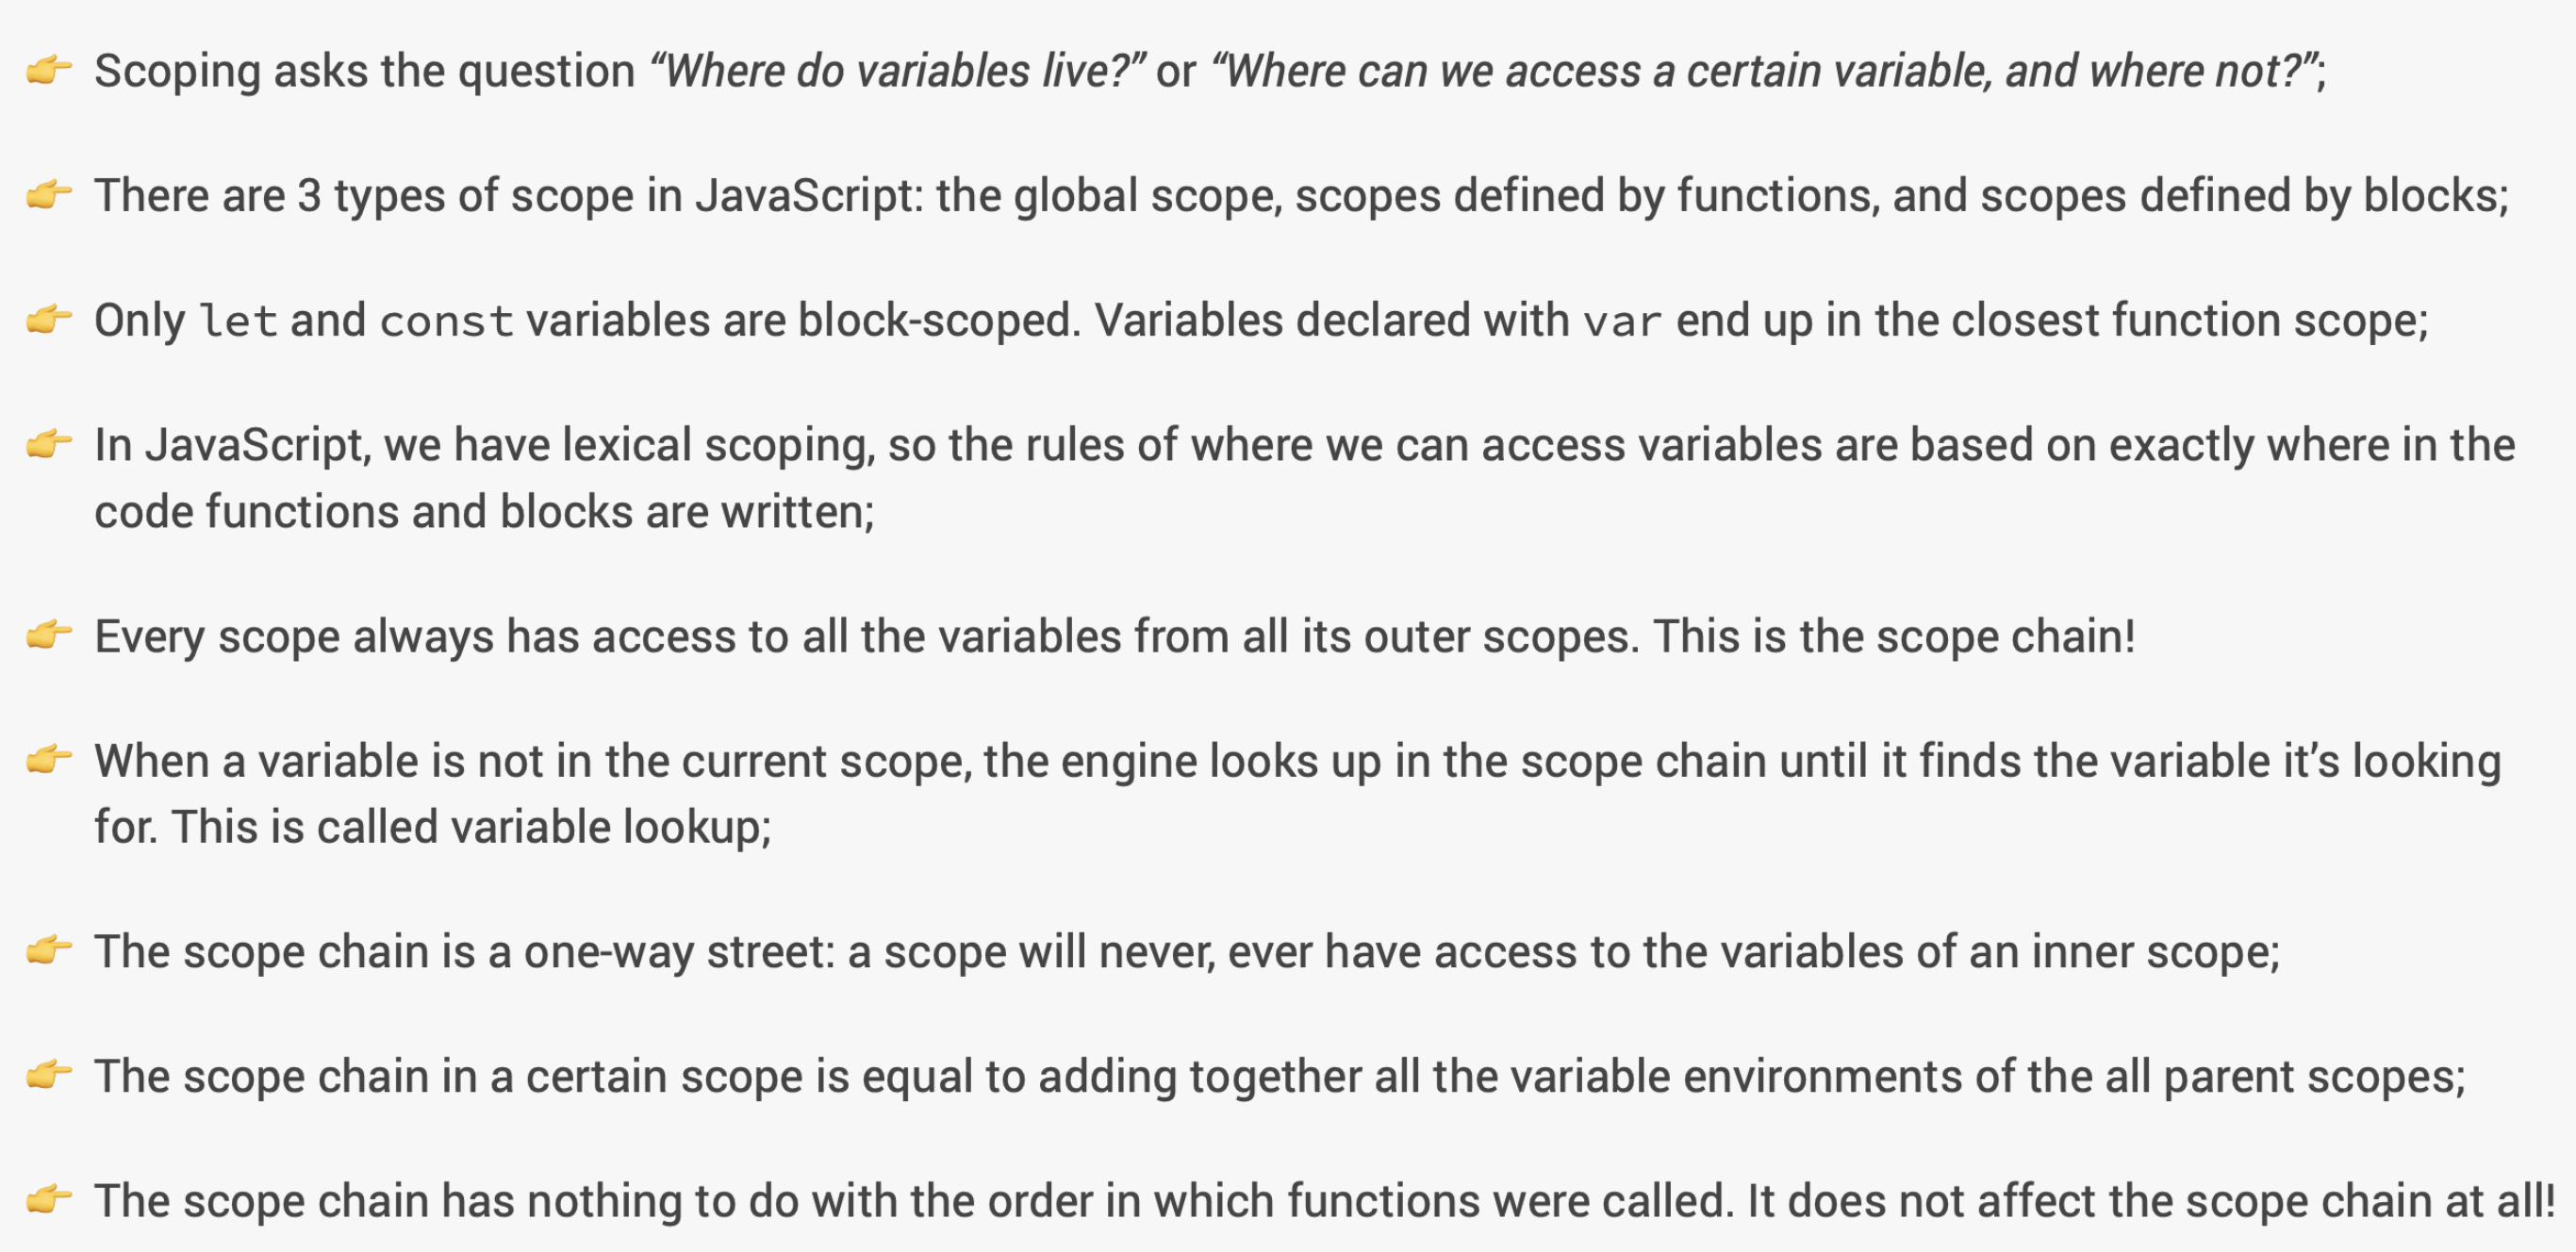 👉 Scoping asks the question “Where do variables live?” or “Where can we access a certain variable, and where not?”;
👉 There are 3 types of scope in JavaScript: the global scope, scopes defined by functions, and scopes defined by blocks;
👉 Only let and const variables are block-scoped. Variables declared with var end up in the closest function scope;
👉 In JavaScript, we have lexical scoping, so the rules of where we can access variables are based on exactly where in the
code functions and blocks are written;
👉 Every scope always has access to all the variables from all its outer scopes. This is the scope chain!
👉 When a variable is not in the current scope, the engine looks up in the scope chain until it finds the variable it’s looking
for. This is called variable lookup;
👉 The scope chain is a one-way street: a scope will never, ever have access to the variables of an inner scope;
👉 The scope chain in a certain scope is equal to adding together all the variable environments of the all parent scopes;
👉 The scope chain has nothing to do with the order in which functions were called. It does not affect the scope chain at all!